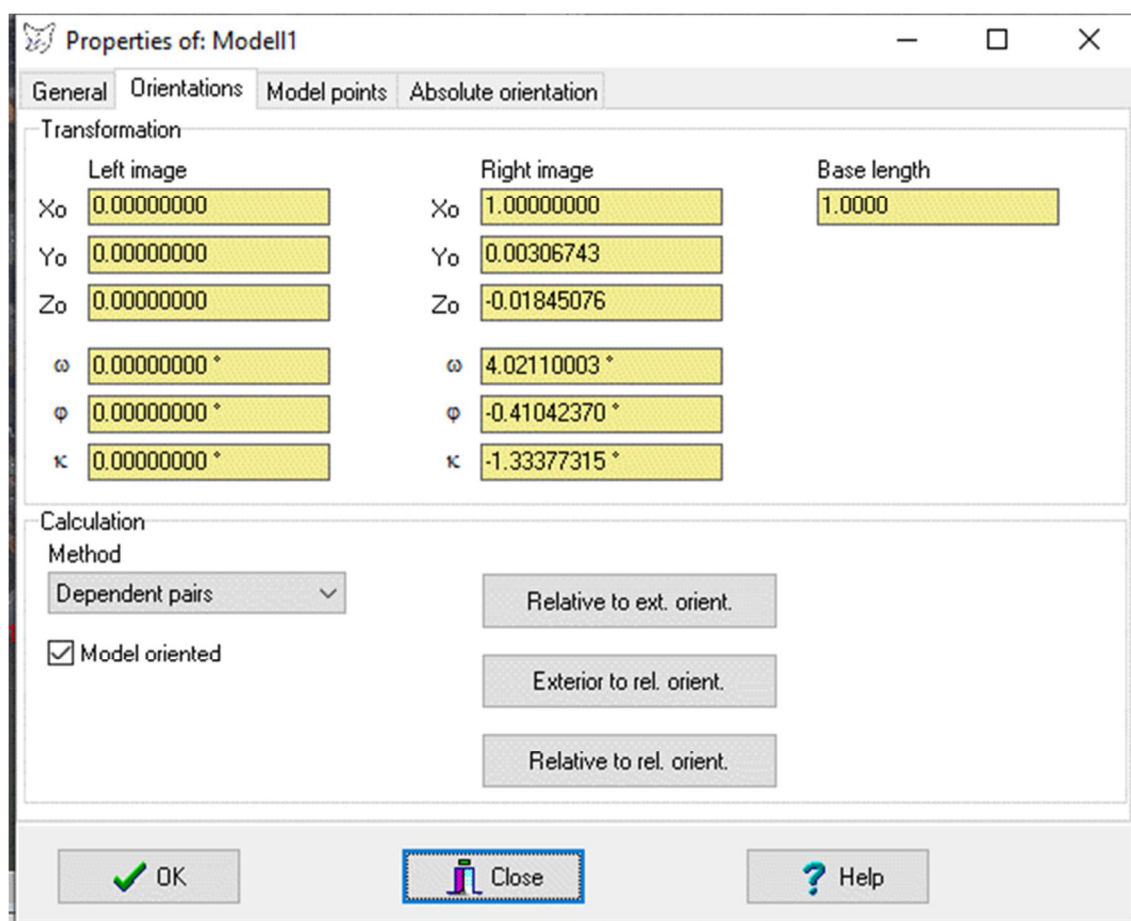 Properties of: Modell1
General Orientations Model points Absolute orientation
Transformation
Left image Right image Base length
Xo 0.00000000 Xo 1.00000000 1.0000
Yo 0.00000000 Yo 0.00306743
Zo 0.00000000 Zo -0.01845076
ω 0.00000000 ° ω 4.02110003 °
φ 0.00000000 ° φ -0.41042370 °
κ 0.00000000 ° κ -1.33377315 °
Calculation
Method
Dependent pairs
Relative to ext. orient.
Model oriented
Exterior to rel. orient.
Relative to rel. orient.
OK Close Help